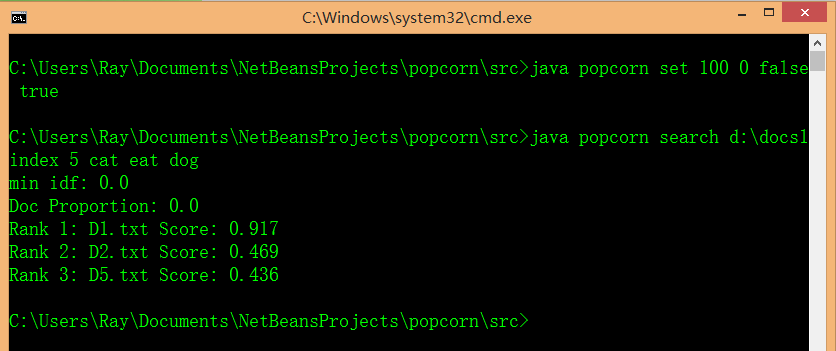 C:\Windows\system32\cmd.exe
C:\Users\Ray\Documents\NetBeansProjects\popcorn\src>java popcorn set 100 0 false
true
C:\Users\Ray\Documents\NetBeansProjects\popcorn\src>java popcorn search d:\docsl
index 5 cat eat dog
min idf: 0.0
Doc Proportion: 0.0
Rank 1: D1.txt Score: 0.917
Rank 2: D2.txt Score: 0.469
Rank 3: D5.txt Score: 0.436
C:\Users\Ray\Documents\NetBeansProjects\popcorn\src>